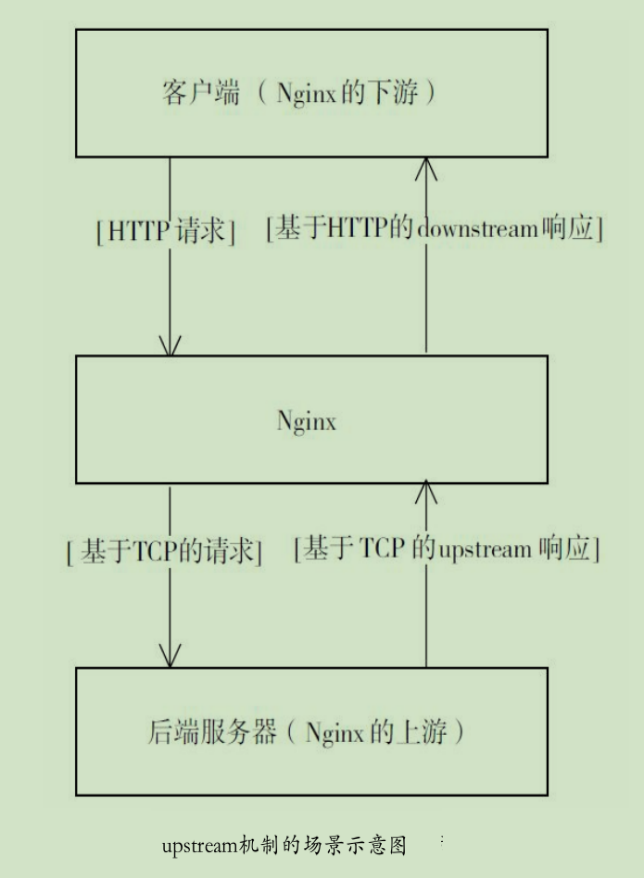 客户端（Nginx的下游）
[HTTP 请求] [基于HTTP的downstream响应]
Nginx
[基于TCP的请求] [基于 TCP 的upstream 响应]
后端服务器（Nginx的上游）
upstream机制的场景示意图